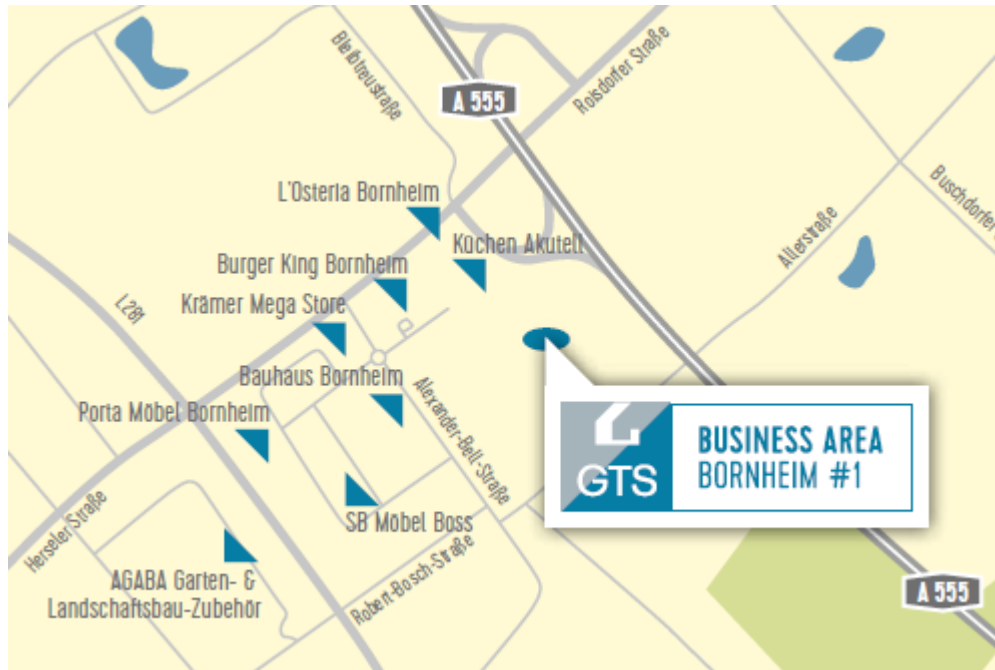 Bleibtreustraße
A 555
Roisdorfer Straße
L'Osteria Bornheim
Küchen Akutell
Buschdorfer
Allerstraße
Burger King Bornheim
Krämer Mega Store
L281
Bauhaus Bornheim
Alexander-Bell-Straße
Porta Möbel Bornheim
GTS
BUSINESS AREA
BORNHEIM #1
SB Möbel Boss
Herseler Straße
Robert-Bosch-Straße
AGABA Garten- &
Landschaftsbau-Zubehör
A 555